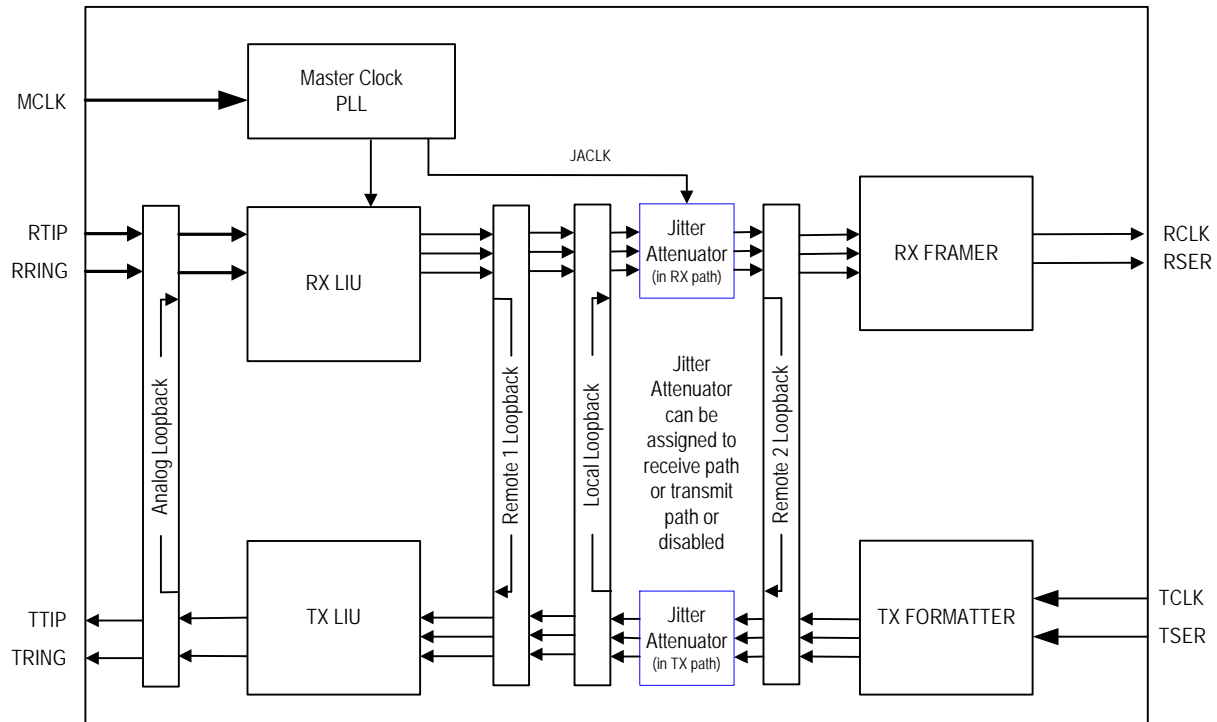 Master Clock
PLL
MCLK
JACLK
RTIP
RRING
RX LIU
Jitter
Attenuator
(in RX path)
RX FRAMER
RCLK
RSER
Analog Loopback
Remote 1 Loopback
Local Loopback
Jitter
Attenuator
can be
assigned to
receive path
or transmit
path or
disabled
Remote 2 Loopback
TTIP
TRING
TX LIU
Jitter
Attenuator
(in TX path)
TX FORMATTER
TCLK
TSER